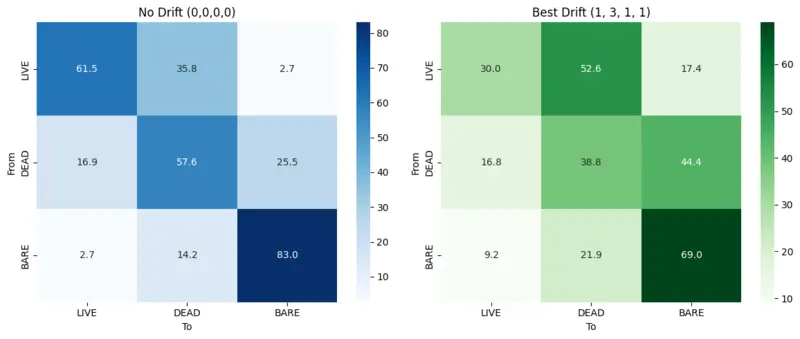 No Drift (0,0,0,0)
LIVE
61.5 35.8 2.7
From
DEAD
16.9 57.6 25.5
BARE
2.7 14.2 83.0
LIVE DEAD BARE
To
80
70
60
50
40
30
20
10
Best Drift (1, 3, 1, 1)
LIVE
30.0 52.6 17.4
From
DEAD
16.8 38.8 44.4
BARE
9.2 21.9 69.0
LIVE DEAD BARE
To
60
50
40
30
20
10